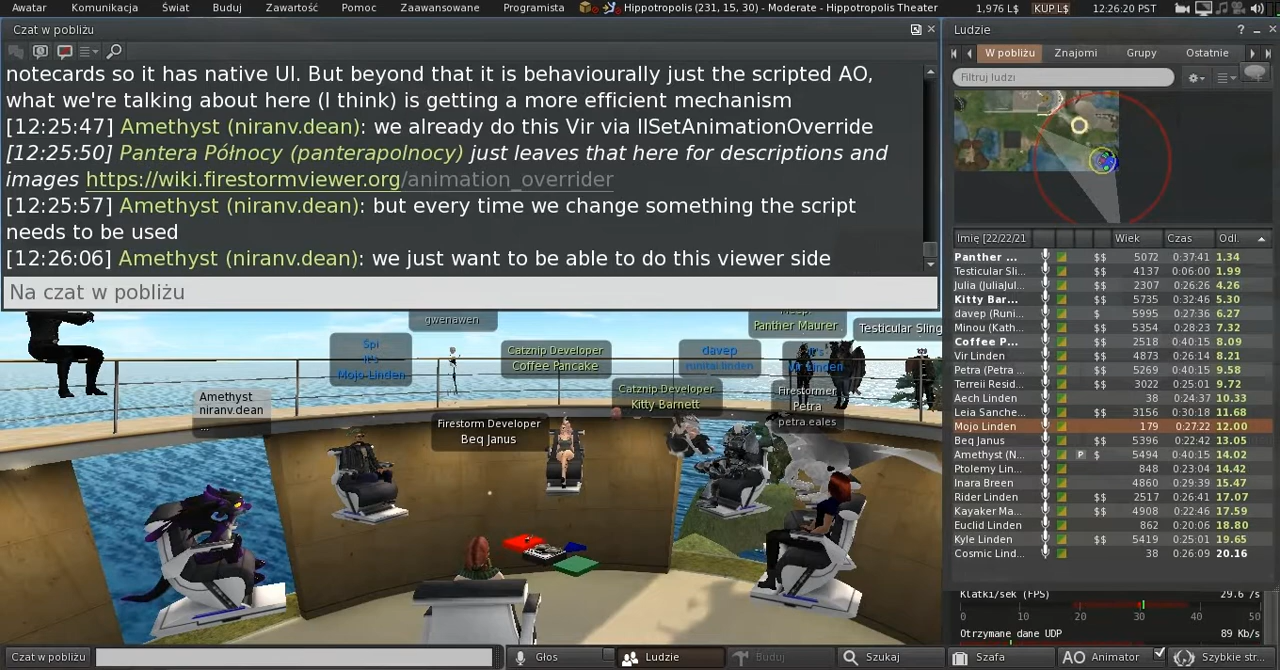 Awatar Komunikacja Świat Buduj Zawartość Pomoc Zaawansowane Programista Hippotropolis (231, 15, 30) - Moderate - Hippotropolis Theater 1,976 L$ KUP L$ 12:26:20 PST
Czat w pobliżu
notecards so it has native UI. But beyond that it is behaviourally just the scripted AO,
what we're talking about here (I think) is getting a more efficient mechanism
[12:25:47] Amethyst (niranv.dean): we already do this Vir via llSetAnimationOverride
[12:25:50] Pantera Północy (panterapolnocy) just leaves that here for descriptions and
images https://wiki.firestormviewer.org/animation_overrider
[12:25:57] Amethyst (niranv.dean): but every time we change something the script
needs to be used
[12:26:06] Amethyst (niranv.dean): we just want to be able to do this viewer side
Na czat w pobliżu
qwenawen
Śpi
It's
Mojo Linden
Catznip Developer
Coffee Pancake
davep
Panther Maurer
Testicular Sling
Catznip Developer
Kitty Barnett
Firestormer
Petra
petra.eales
Amethyst
niranv.dean
...
Firestorm Developer
Beq Janus
Ludzie
W pobliżu Znajomi Grupy Ostatnie
Filtruj ludzi
Imię [22/22/21 Wiek Czas Odl.
Panther ... $$ 5072 0:37:41 1.34
Testicular Sli... $$ 4137 0:06:00 1.99
Julia (JuliaJul... $$ 2307 0:26:26 4.26
Kitty Bar... $$ 5735 0:32:46 5.30
davep (Runi... $ 5995 0:27:36 6.27
Minou (Kath... $$ 5354 0:28:23 7.32
Coffee P... $$ 2518 0:40:15 8.09
Vir Linden $$ 4873 0:26:14 8.21
Petra (Petra ... $$ 5269 0:40:15 9.58
Terreii Resid... $$ 3022 0:25:01 9.72
Aech Linden 38 0:24:37 10.33
Leia Sanche... $$ 3156 0:30:18 11.68
Mojo Linden 179 0:27:22 12.00
Beq Janus $$ 5396 0:22:42 13.05
Amethyst (N... P $ 5494 0:40:15 14.02
Ptolemy Lin... 848 0:23:04 14.42
Inara Breen 4860 0:29:39 15.47
Rider Linden $$ 2517 0:26:41 17.07
Kayaker Ma... $$ 4908 0:22:46 17.59
Euclid Linden 862 0:20:06 18.80
Kyle Linden $$ 5419 0:25:01 19.65
Cosmic Lind... 38 0:26:09 20.16
Klatki/sek (FPS) 29.6 /s
0 10 20 30 40 50
Otrzymane dane UDP 89 Kb/s
Czat w pobliżu Głos Ludzie Buduj Szukaj Szafa AO Animator Szybkie str...